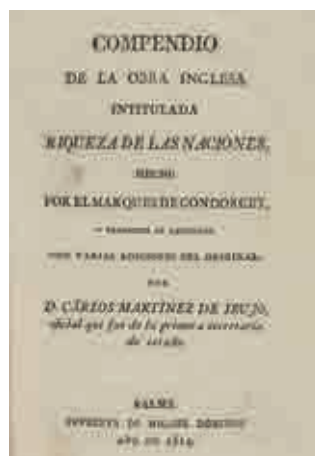 COMPENDIO
DE LA OBRA INGLESA
INTITULADA
RIQUEZA DE LAS NACIONES,
HECHO
POR EL MARQUES DE CONDORCET,
CON VARIAS ADICIONES DEL ORIGINAL.
POR
D. CÁRLOS MARTINEZ DE IRUJO,
oficial que fue de la primera secretaría
de estado.
PALMA.
IMPRENTA DE MIGUEL DOMINGO
AÑO DE 1814.